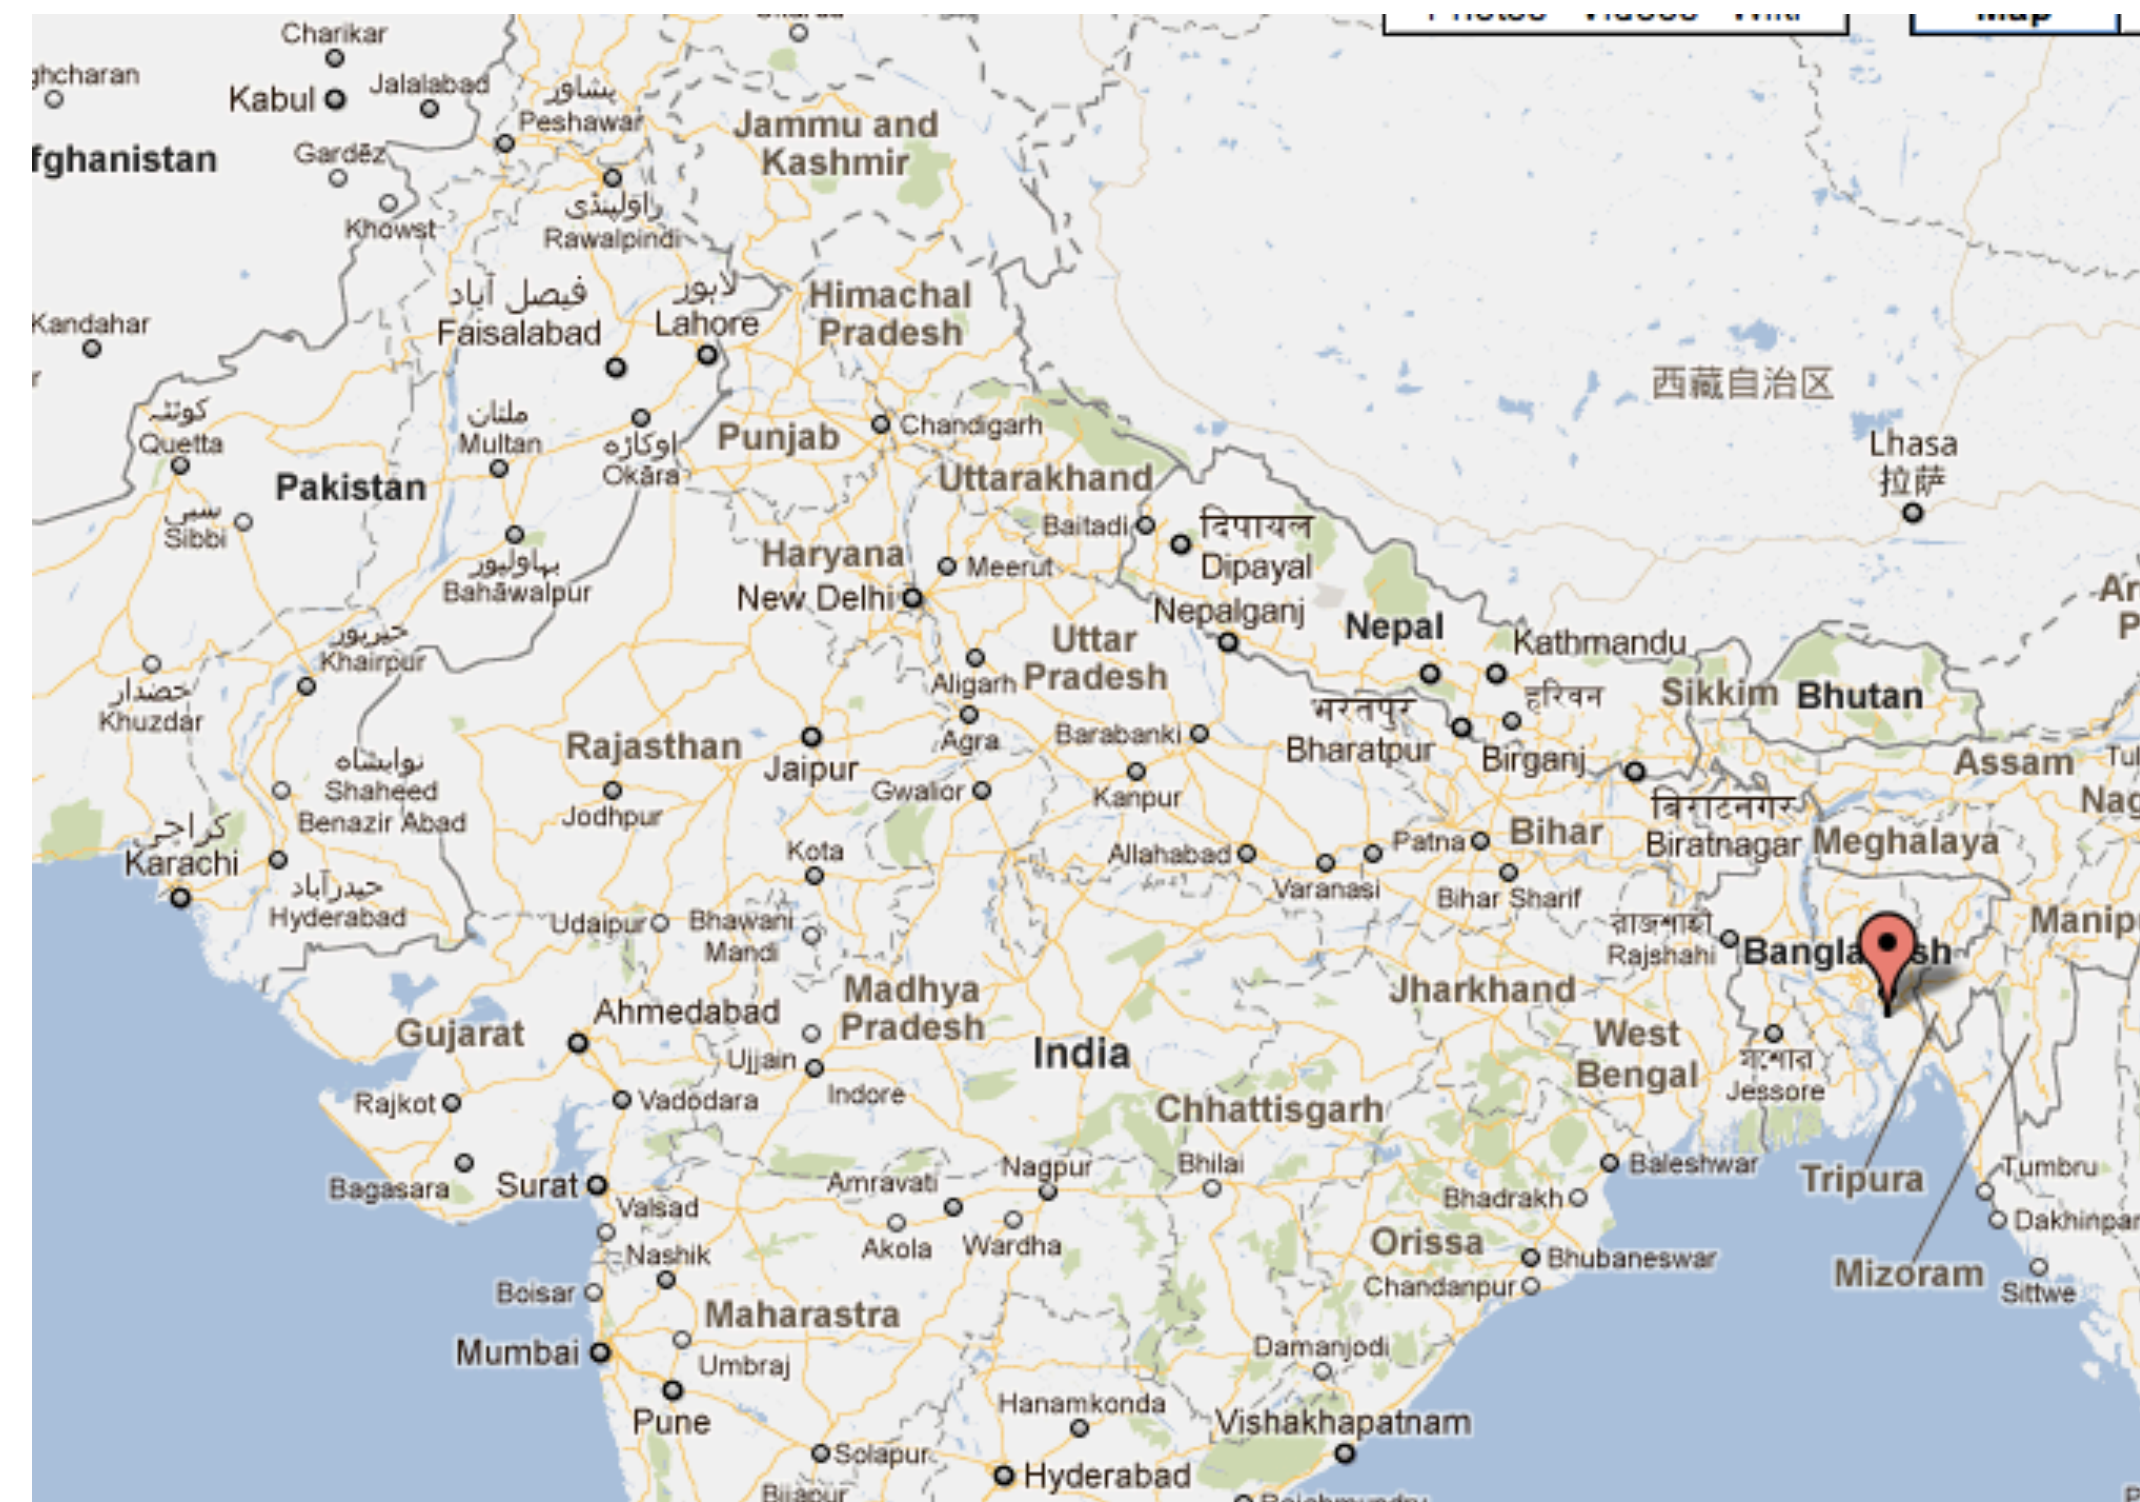 Photos Videos Wiki
Map
Charikar
Kabul
Jalalabad
پشاور
Peshawar
Jammu and
Kashmir
Gardēz
Khowst
راولپنڈی
Rawalpindi
فیصل آباد
Faisalabad
لاہور
Lahore
Himachal
Pradesh
Kandahar
西藏自治区
کوئٹہ
Quetta
ملتان
Multan
اوکاڑہ
Okāra
Punjab
Chandigarh
Lhasa
拉萨
Pakistan
Uttarakhand
سبی
Sibbi
بہاولپور
Bahāwalpur
Haryana
Meerut
New Delhi
Baitadi
दिपायल
Dipayal
Nepalganj
Nepal
Kathmandu
خیرپور
Khairpur
Uttar
Pradesh
Aligarh
خضدار
Khuzdar
भरतपुर
Bharatpur
हरिवन
Birganj
Sikkim
Bhutan
Rajasthan
Jaipur
Agra
Barabanki
Assam
نوابشاہ
Shaheed
Benazir Abad
Jodhpur
Gwalior
Kanpur
बिराटनगर
Biratnagar
Meghalaya
کراچی
Karachi
Kota
Allahabad
Varanasi
Patna
Bihar
Bihar Sharif
حیدرآباد
Hyderabad
Udaipur
Bhawani
Mandi
রাজশাহী
Rajshahi
Madhya
Pradesh
Jharkhand
Gujarat
Ahmedabad
Ujjain
Indore
India
West
Bengal
যশোর
Jessore
Rajkot
Vadodara
Chhattisgarh
Bagasara
Surat
Valsad
Amravati
Nagpur
Bhilai
Baleshwar
Tripura
Tumbru
Nashik
Akola
Wardha
Bhadrakh
Orissa
Bhubaneswar
Chandanpur
Mizoram
Sittwe
Boisar
Maharastra
Mumbai
Umbraj
Damanjodi
Pune
Hanamkonda
Vishakhapatnam
Solapur
Hyderabad
Bijapur